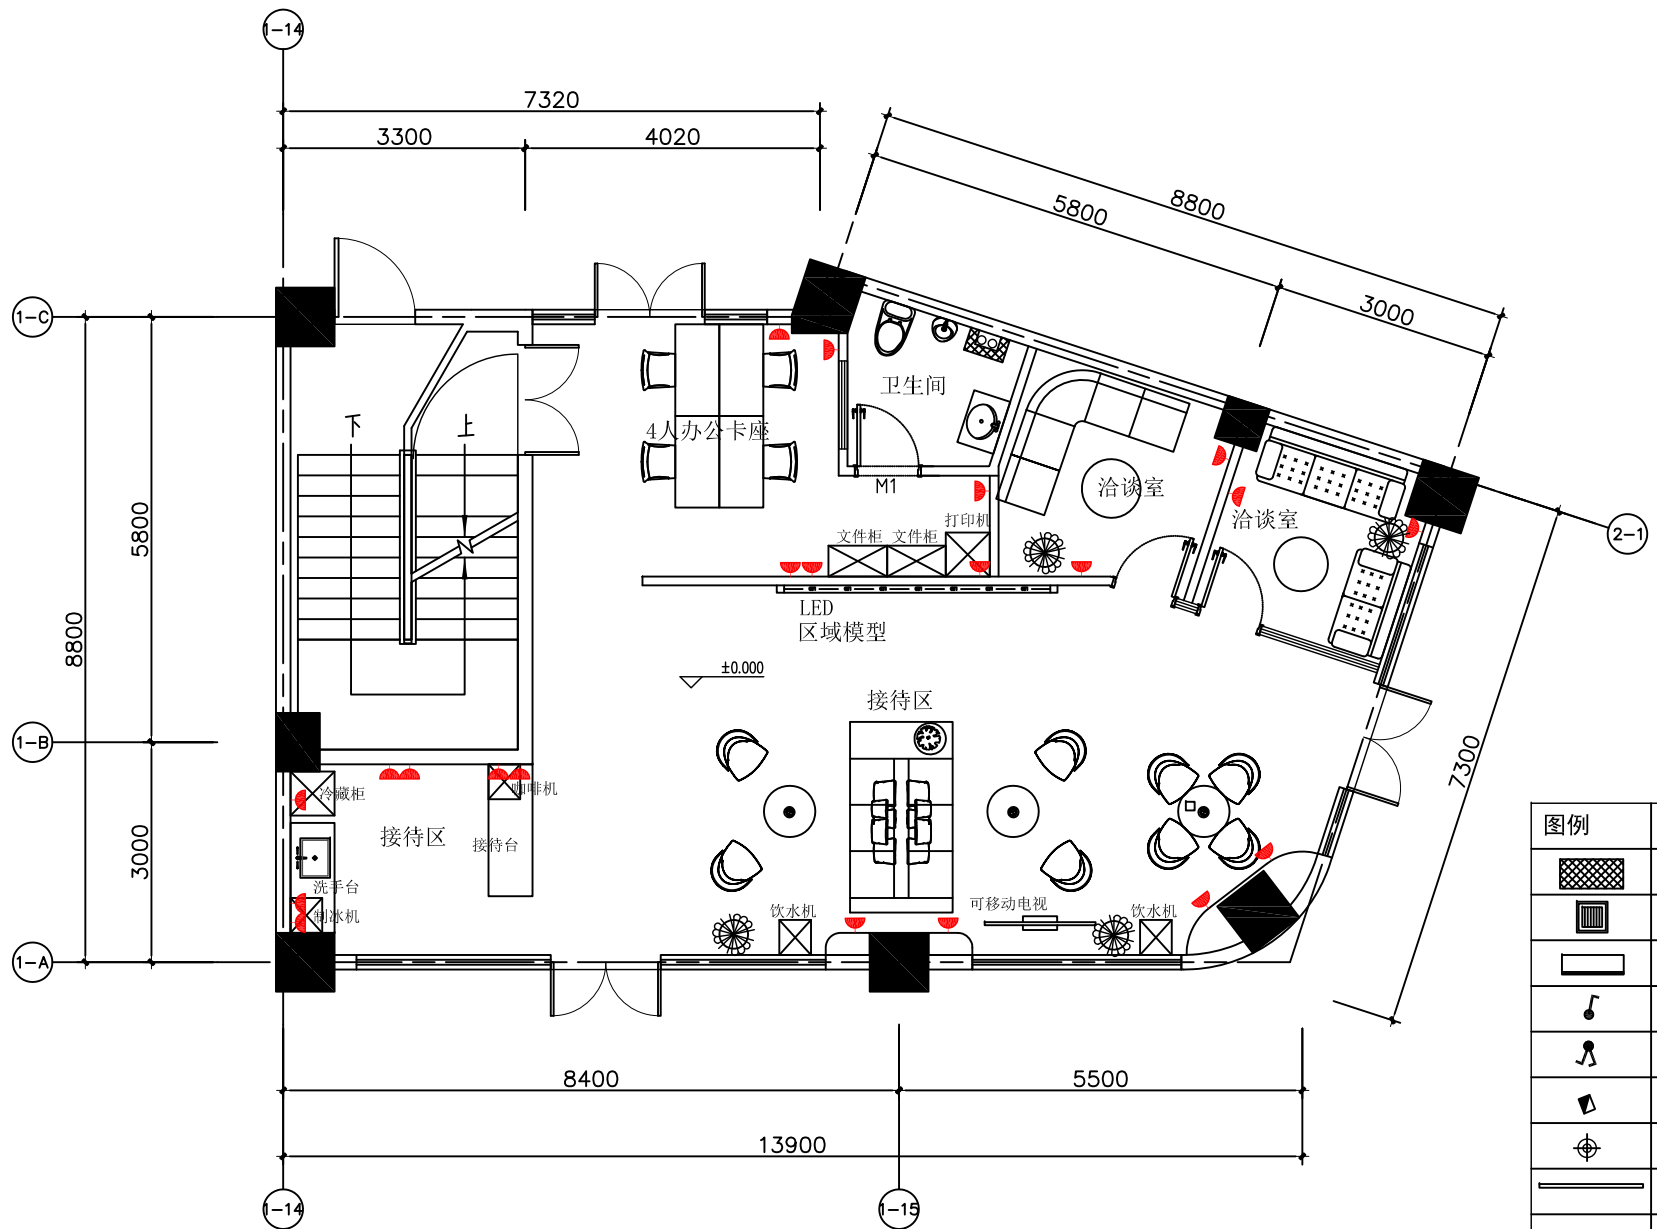 1-14
7320
3300
4020
8800
5800
3000
1-C
卫生间
下
上
4人办公卡座
M1
洽谈室
洽谈室
打印机
文件柜
文件柜
5800
2-1
LED
区域模型
8800
±0.000
接待区
1-B
7300
冷藏柜
咖啡机
3000
接待区
接待台
图例
洗手台
制冰机
饮水机
可移动电视
饮水机
1-A
8400
5500
13900
1-14
1-15